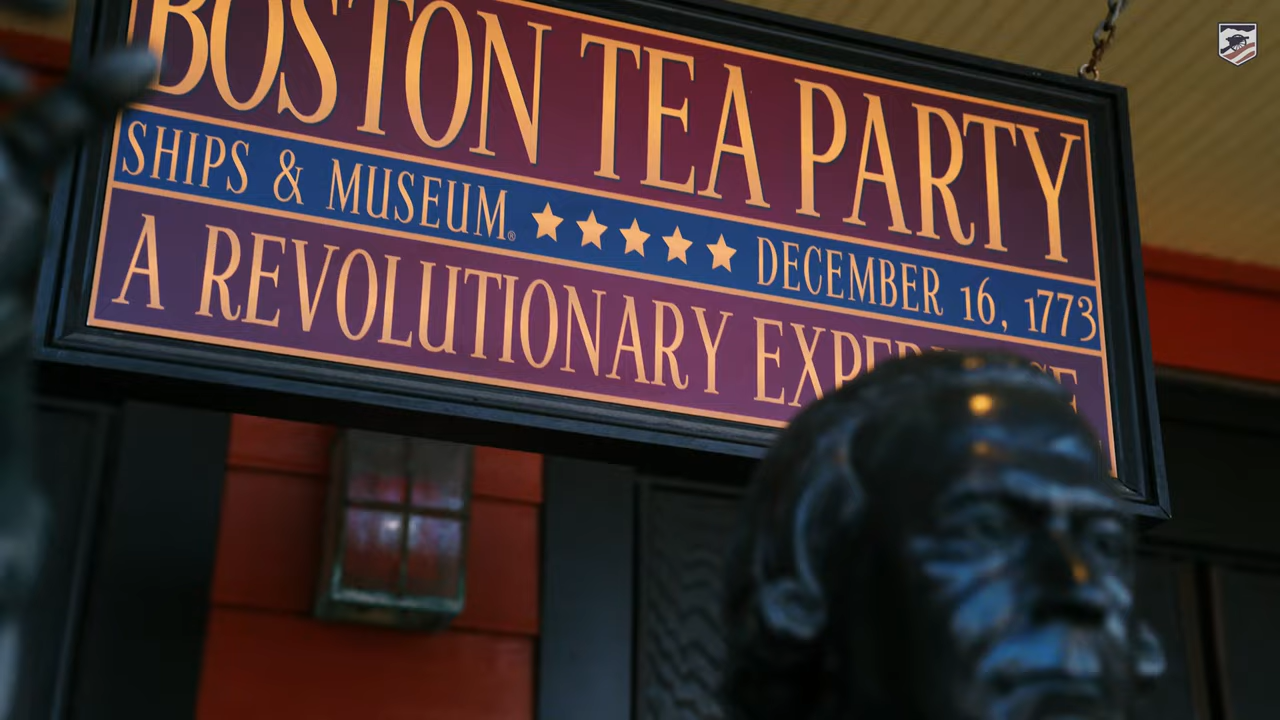 BOSTON TEA PARTY
SHIPS & MUSEUM® ★★★★★ DECEMBER 16, 1773
A REVOLUTIONARY